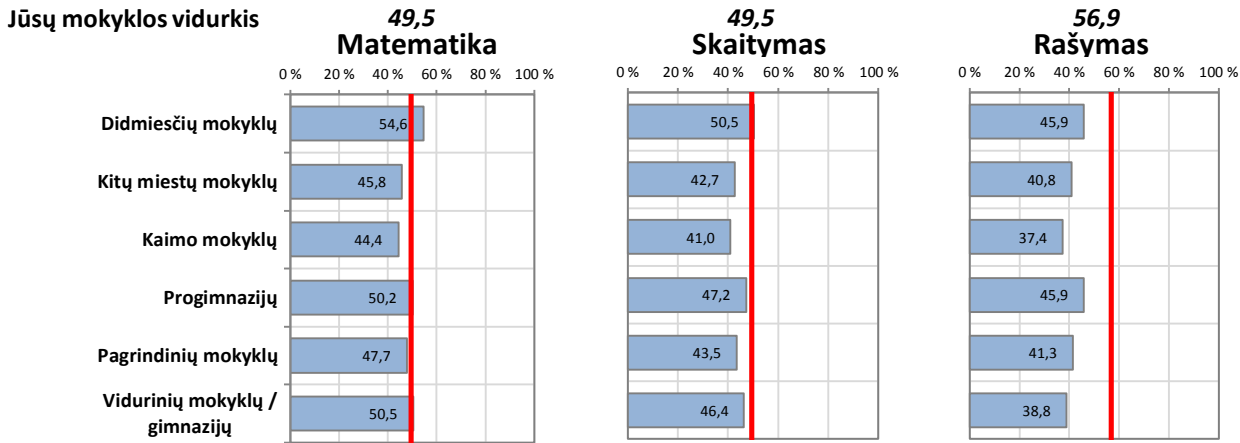 Jūsų mokyklos vidurkis 49,5 49,5 56,9
Matematika Skaitymas Rašymas
0 % 20 % 40 % 60 % 80 % 100 % 0 % 20 % 40 % 60 % 80 % 100 % 0 % 20 % 40 % 60 % 80 % 100 %
Didmiesčių mokyklų 54,6 50,5 45,9
Kitų miestų mokyklų 45,8 42,7 40,8
Kaimo mokyklų 44,4 41,0 37,4
Progimnazijų 50,2 47,2 45,9
Pagrindinių mokyklų 47,7 43,5 41,3
Vidurinių mokyklų /
gimnazijų 50,5 46,4 38,8